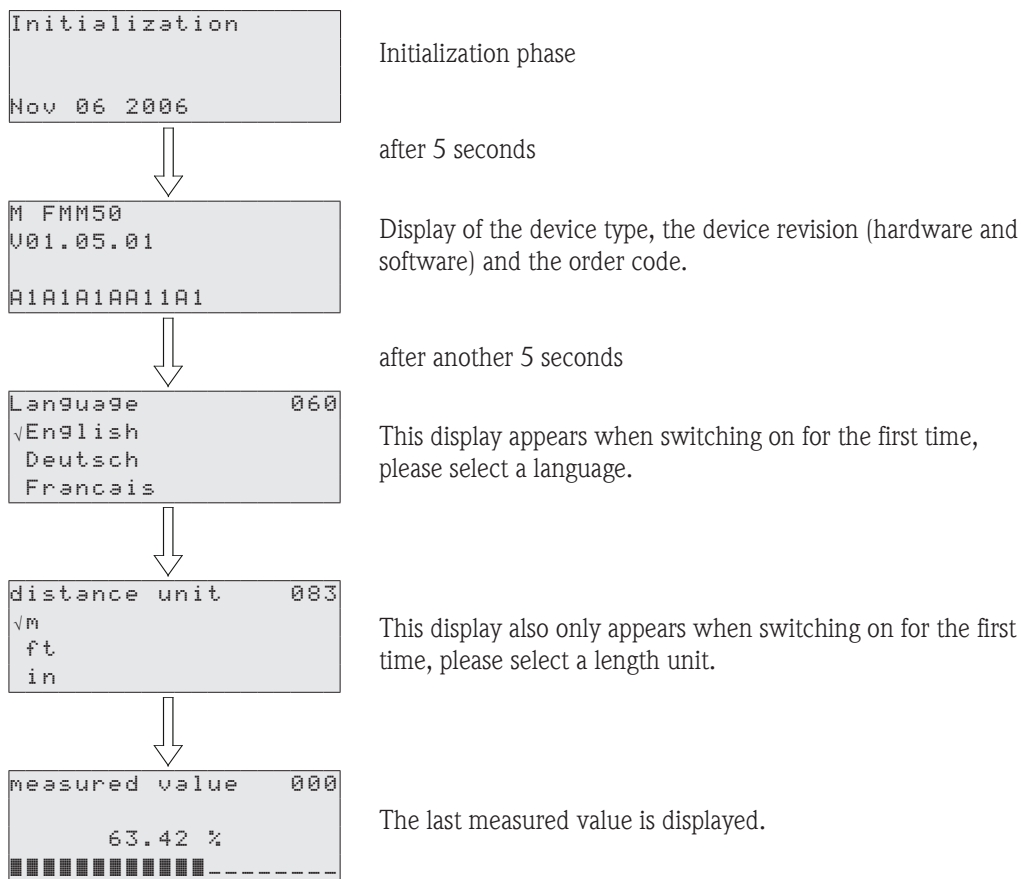 Initialization
Nov 06 2006
Initialization phase
after 5 seconds
M FMM50
V01.05.01
A1A1A1AA11A1
Display of the device type, the device revision (hardware and
software) and the order code.
after another 5 seconds
Language 060
√English
Deutsch
Francais
This display appears when switching on for the first time,
please select a language.
distance unit 083
√m
ft
in
This display also only appears when switching on for the first
time, please select a length unit.
measured value 000
63.42 %
The last measured value is displayed.